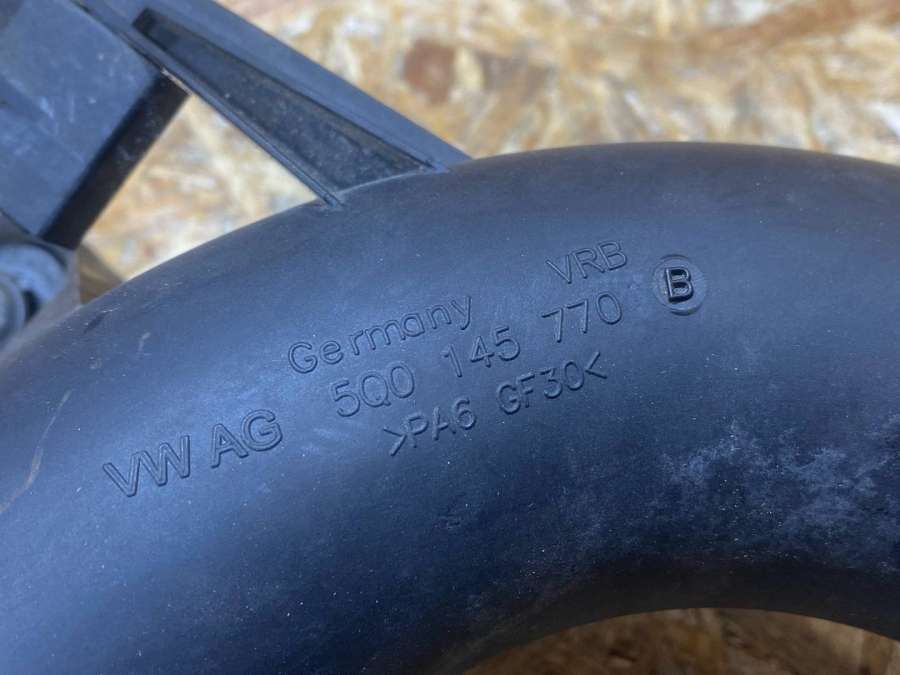 Germany VRB
VW AG 5Q0 145 770 B
>PA6 GF30<